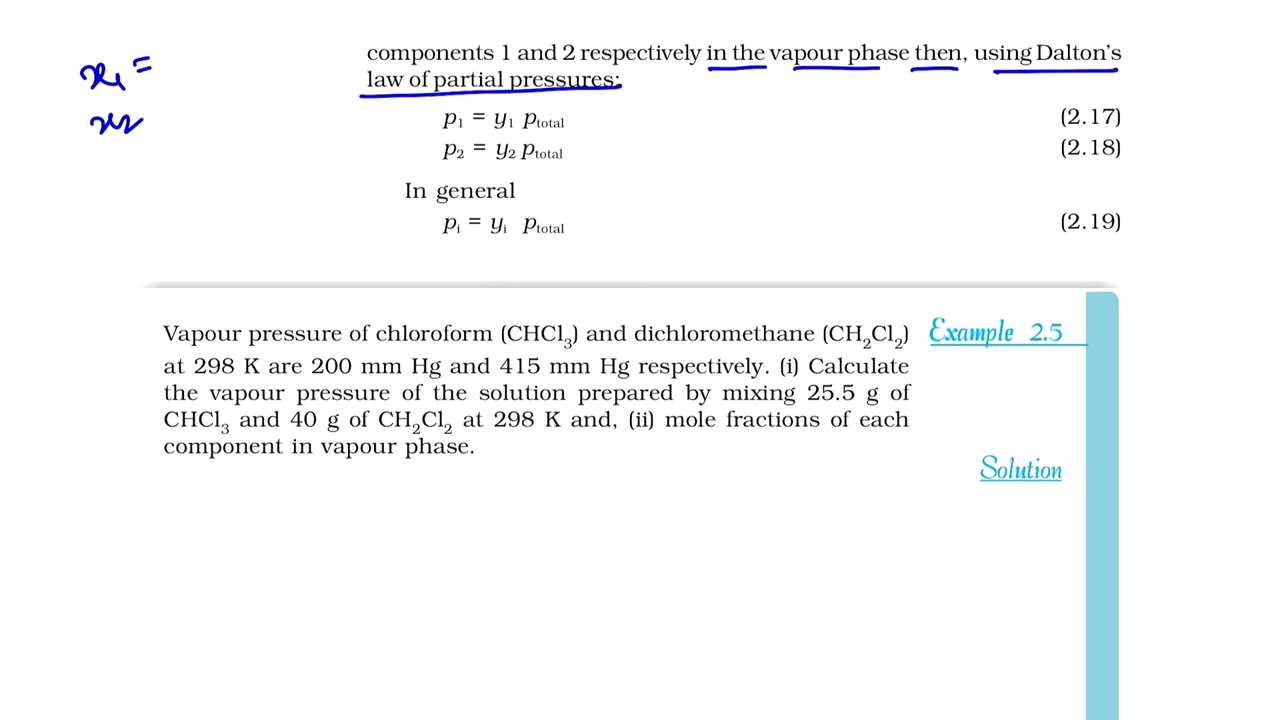 components 1 and 2 respectively in the vapour phase then, using Dalton's
x₁ =
law of partial pressures:
x₂
p₁ = y₁ p_total (2.17)
p₂ = y₂ p_total (2.18)
In general
pᵢ = yᵢ p_total (2.19)
Vapour pressure of chloroform (CHCl₃) and dichloromethane (CH₂Cl₂) Example 2.5
at 298 K are 200 mm Hg and 415 mm Hg respectively. (i) Calculate
the vapour pressure of the solution prepared by mixing 25.5 g of
CHCl₃ and 40 g of CH₂Cl₂ at 298 K and, (ii) mole fractions of each
component in vapour phase.
Solution